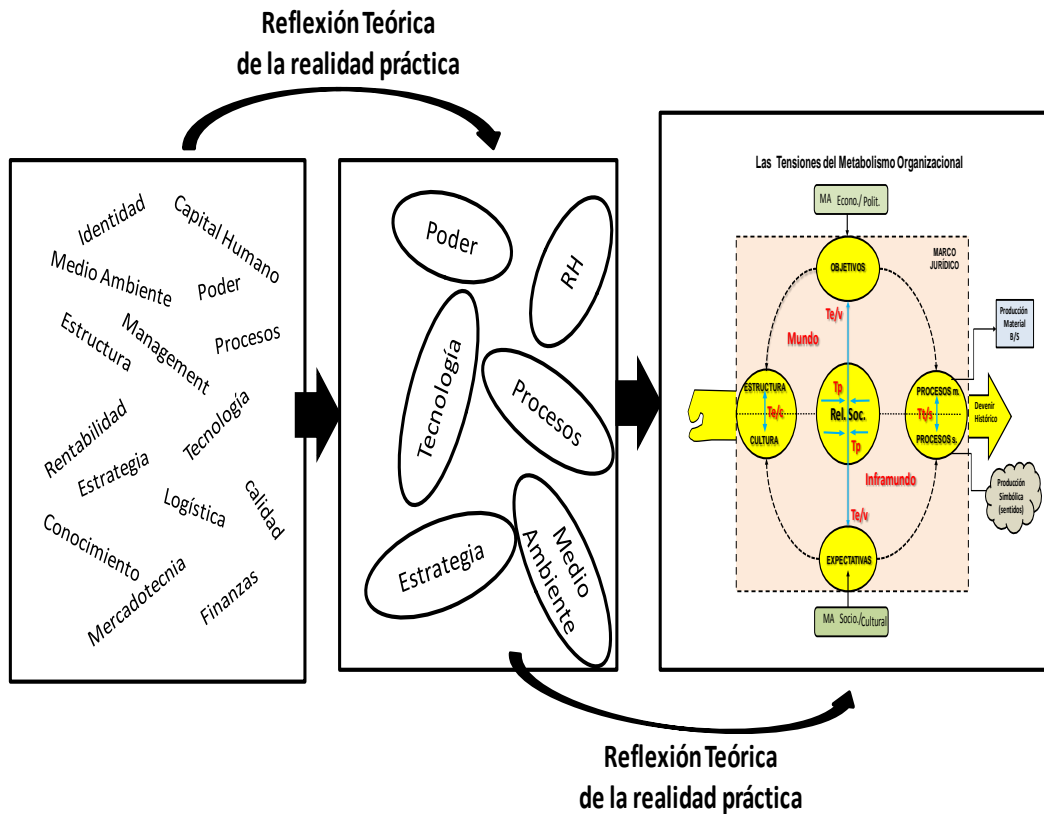 Reflexión Teórica
de la realidad práctica
Identidad
Capital Humano
Medio Ambiente
Poder
Estructura
Management
Procesos
Rentabilidad
Tecnología
Estrategia
Logística
calidad
Conocimiento
Mercadotecnia
Finanzas
Poder
RH
Tecnología
Procesos
Estrategia
Medio
Ambiente
Las Tensiones del Metabolismo Organizacional
MA Econo./ Polit.
MARCO
JURÍDICO
OBJETIVOS
Te/v
Mundo
Producción
Material
B/S
ESTRUCTURA
Te/c
CULTURA
Tp
Rel. Soc.
Tp
PROCESOS m.
Tt/s
PROCESOS s.
Devenir
Histórico
Inframundo
Producción
Simbólica
(sentidos)
Te/v
EXPECTATIVAS
MA Socio./Cultural
Reflexión Teórica
de la realidad práctica